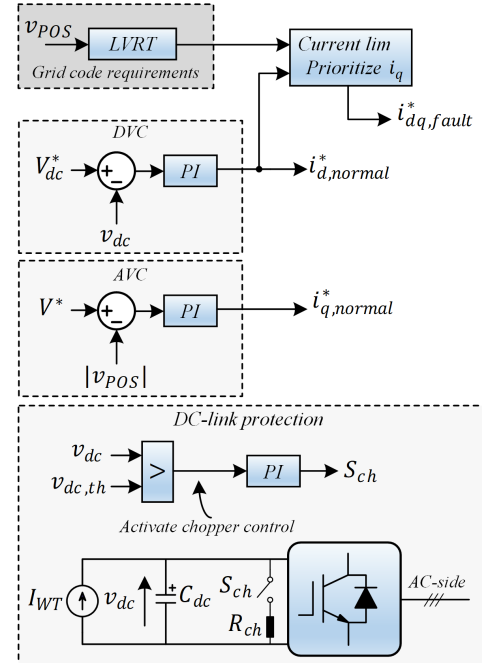 v_POS
LVRT
Grid code requirements
Current lim
Prioritize i_q
i*_dq,fault
DVC
V*_dc
+
−
PI
i*_d,normal
v_dc
AVC
V*
+
−
PI
i*_q,normal
|v_POS|
DC-link protection
v_dc
v_dc,th
>
PI
S_ch
Activate chopper control
I_WT
v_dc
+
C_dc
S_ch
R_ch
AC-side